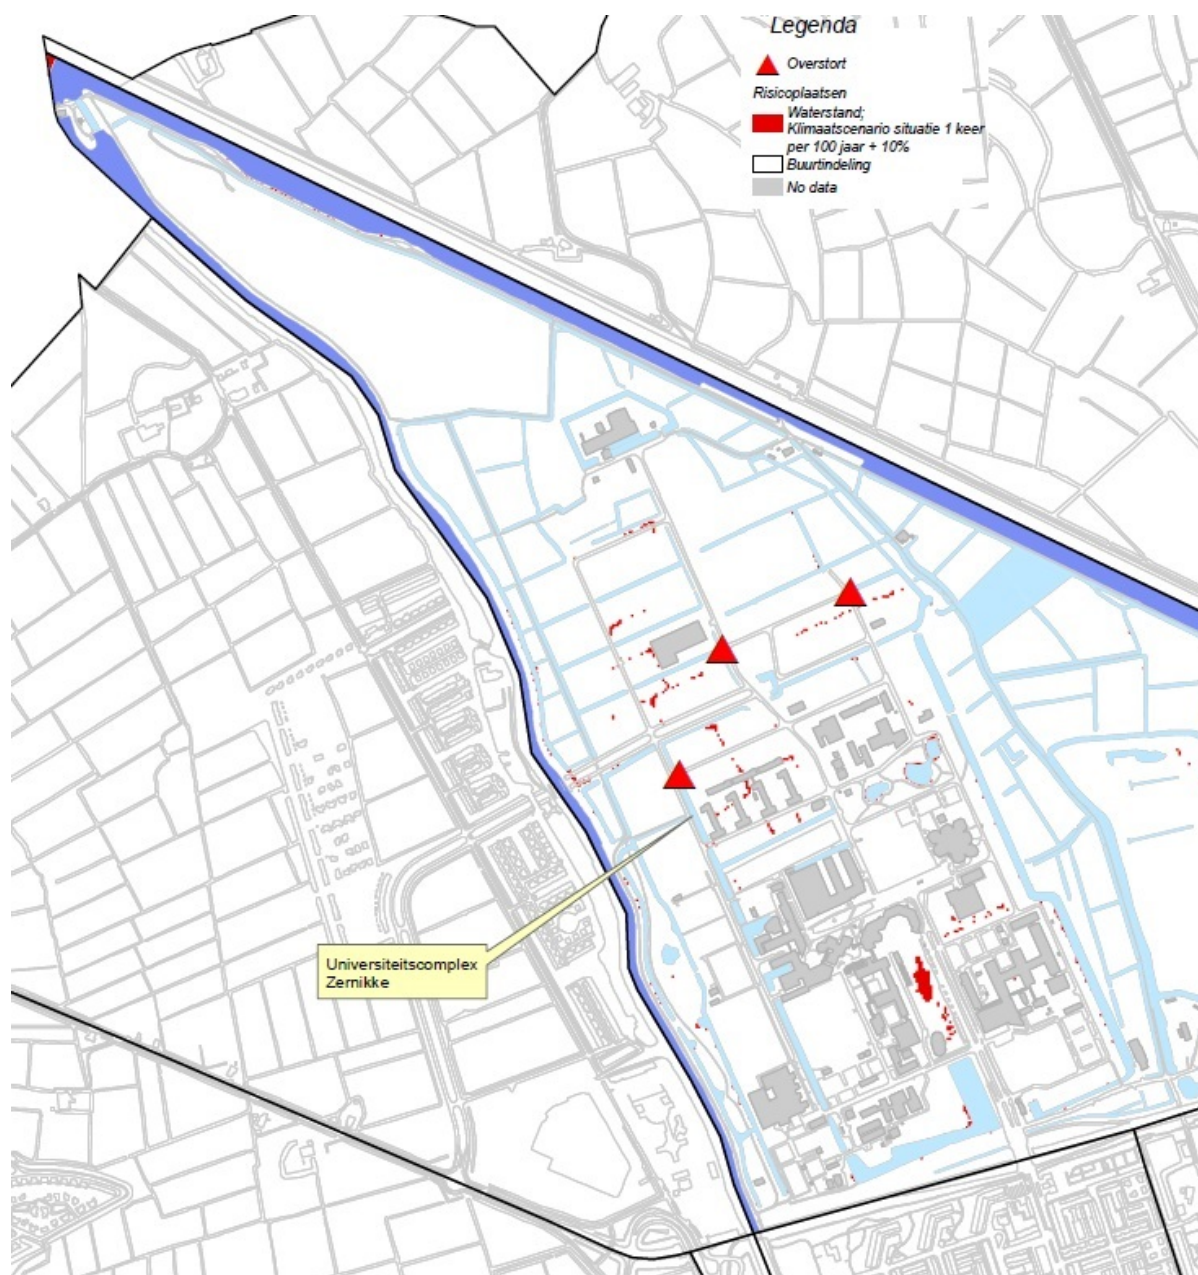 Legenda
Overstort
Risicoplaatsen
Waterstand;
Klimaatscenario situatie 1 keer
per 100 jaar + 10%
Buurtindeling
No data
Universiteitscomplex
Zernikke